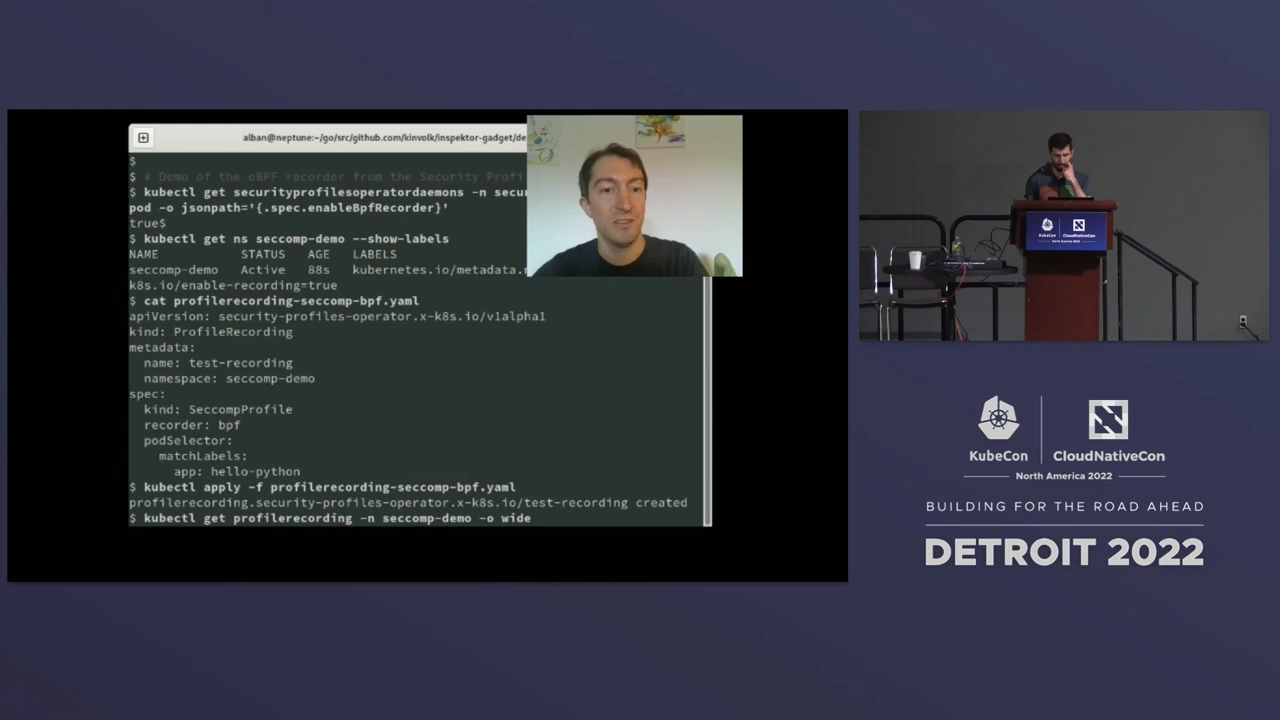 alban@neptune:~/go/src/github.com/kinvolk/inspektor-gadget/de
$
$ # Demo of the eBPF recorder from the Security Profi
$ kubectl get securityprofilesoperatordaemons -n secur
pod -o jsonpath='{.spec.enableBpfRecorder}'
true$
$ kubectl get ns seccomp-demo --show-labels
NAME STATUS AGE LABELS
seccomp-demo Active 88s kubernetes.io/metadata.n
k8s.io/enable-recording=true
$ cat profilerecording-seccomp-bpf.yaml
apiVersion: security-profiles-operator.x-k8s.io/v1alpha1
kind: ProfileRecording
metadata:
name: test-recording
namespace: seccomp-demo
spec:
kind: SeccompProfile
recorder: bpf
podSelector:
matchLabels:
app: hello-python
$ kubectl apply -f profilerecording-seccomp-bpf.yaml
profilerecording.security-profiles-operator.x-k8s.io/test-recording created
$ kubectl get profilerecording -n seccomp-demo -o wide
KubeCon
CloudNativeCon
North America 2022
KubeCon
CloudNativeCon
North America 2022
BUILDING FOR THE ROAD AHEAD
DETROIT 2022